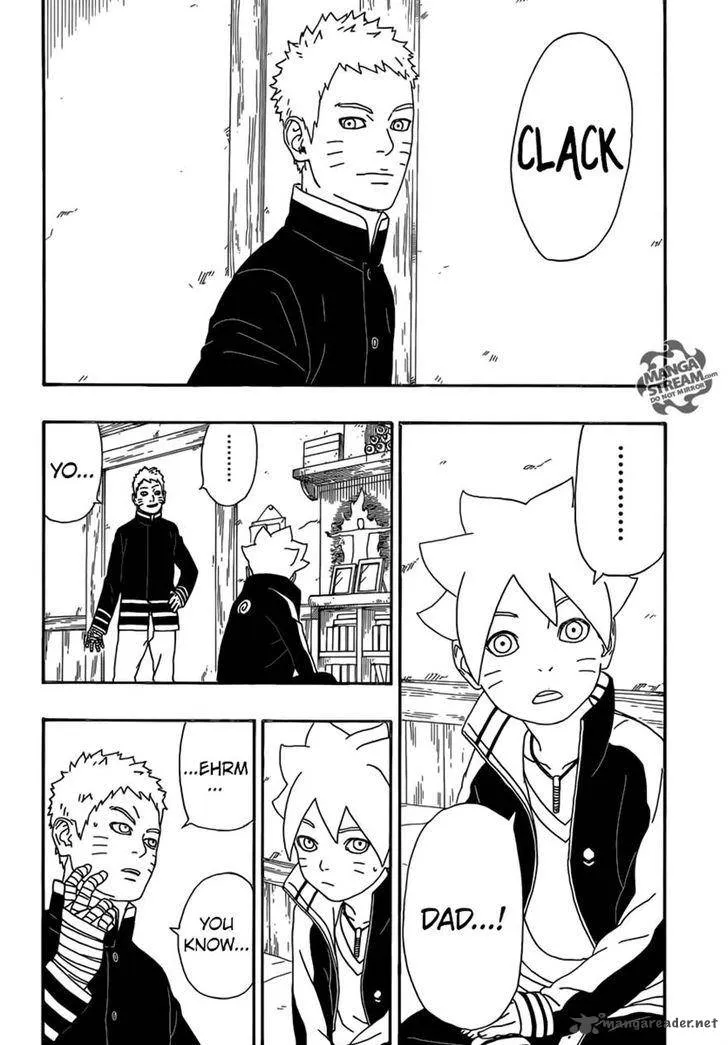 CLACK
MANGA
STREAM.com
DO NOT MIRROR
.........
DAD...!
........
YO...
...EHRM
...
YOU
KNOW...
mangareader.net